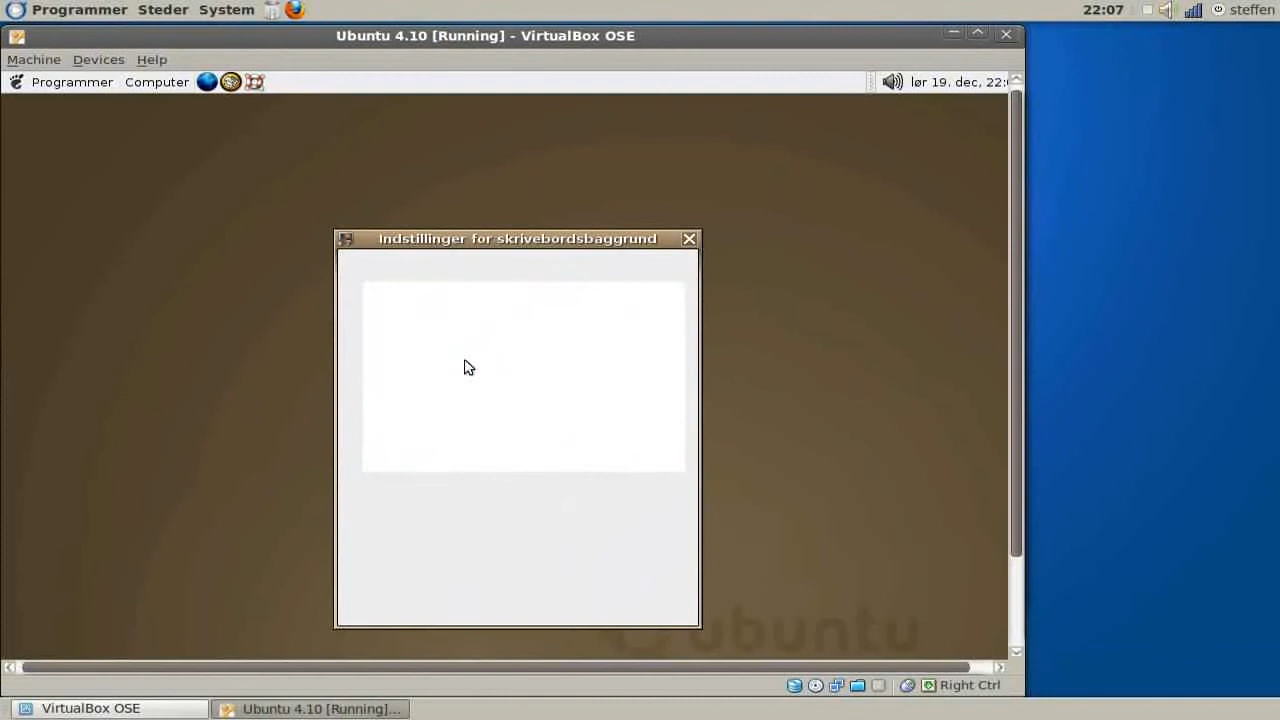 Programmer Steder System 22:07 steffen
Ubuntu 4.10 [Running] - VirtualBox OSE
Machine Devices Help
Programmer Computer lør 19. dec, 22:
Indstillinger for skrivebordsbaggrund
ubuntu
Right Ctrl
VirtualBox OSE Ubuntu 4.10 [Running]...